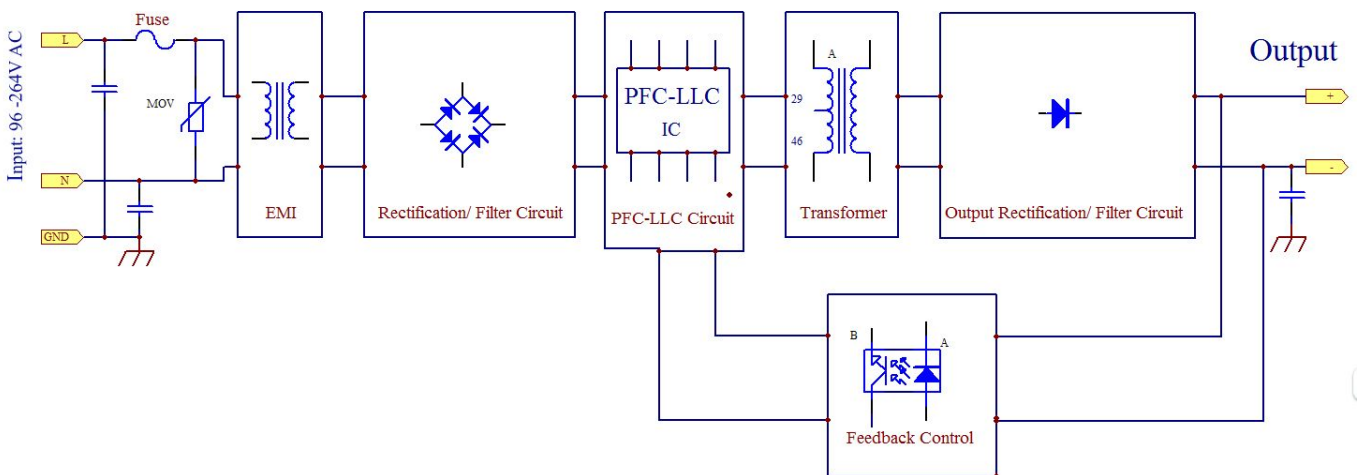 Input: 96 -264V AC
L
Fuse
MOV
N
GND
EMI
Rectification/ Filter Circuit
PFC-LLC
IC
PFC-LLC Circuit
A
29
46
Transformer
Output Rectification/ Filter Circuit
Output
+
-
B
A
Feedback Control